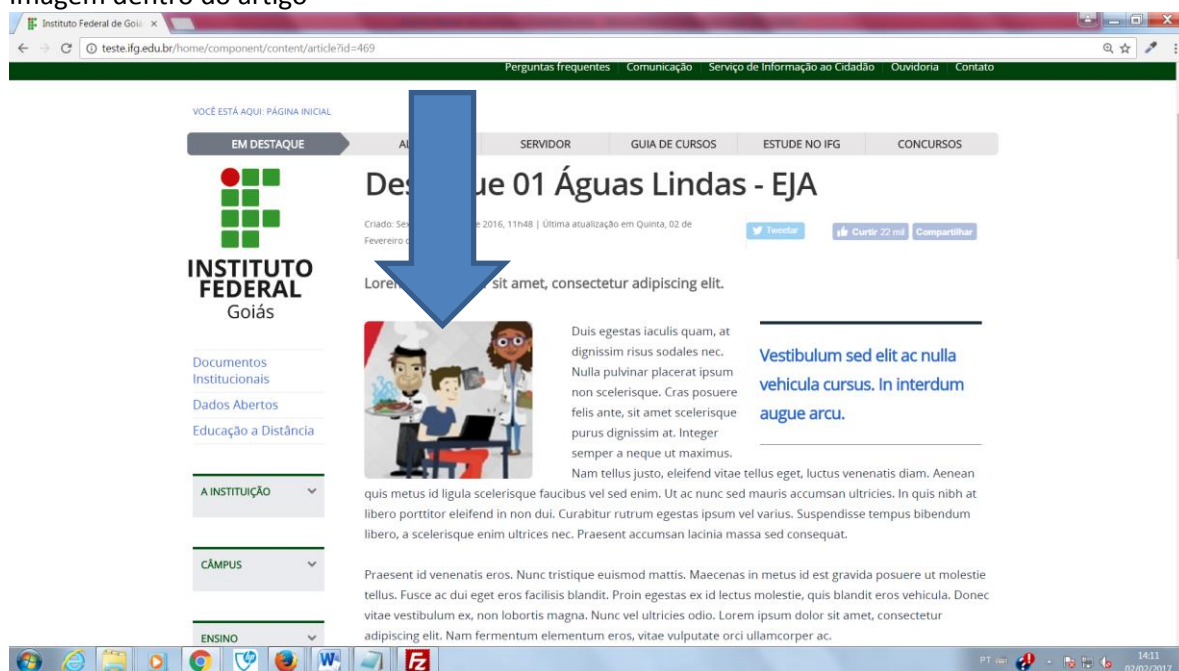 imagem dentro do artigo
Instituto Federal de Goiá
teste.ifg.edu.br/home/component/content/article?id=469
Perguntas frequentes Comunicação Serviço de Informação ao Cidadão Ouvidoria Contato
VOCÊ ESTÁ AQUI: PÁGINA INICIAL
EM DESTAQUE AL SERVIDOR GUIA DE CURSOS ESTUDE NO IFG CONCURSOS
Des ue 01 Águas Lindas - EJA
Criado: Sex e 2016, 11h48 | Última atualização em Quinta, 02 de
Fevereiro d
Tweetar Curtir 22 mil Compartilhar
INSTITUTO
FEDERAL
Goiás
Lorem sit amet, consectetur adipiscing elit.
Duis egestas iaculis quam, at
dignissim risus sodales nec.
Nulla pulvinar placerat ipsum
non scelerisque. Cras posuere
felis ante, sit amet scelerisque
purus dignissim at. Integer
semper a neque ut maximus.
Nam tellus justo, eleifend vitae tellus eget, luctus venenatis diam. Aenean
quis metus id ligula scelerisque faucibus vel sed enim. Ut ac nunc sed mauris accumsan ultricies. In quis nibh at
libero porttitor eleifend in non dui. Curabitur rutrum egestas ipsum vel varius. Suspendisse tempus bibendum
libero, a scelerisque enim ultrices nec. Praesent accumsan lacinia massa sed consequat.
Vestibulum sed elit ac nulla
vehicula cursus. In interdum
augue arcu.
Praesent id venenatis eros. Nunc tristique euismod mattis. Maecenas in metus id est gravida posuere ut molestie
tellus. Fusce ac dui eget eros facilisis blandit. Proin egestas ex id lectus molestie, quis blandit eros vehicula. Donec
vitae vestibulum ex, non lobortis magna. Nunc vel ultricies odio. Lorem ipsum dolor sit amet, consectetur
adipiscing elit. Nam fermentum elementum eros, vitae vulputate orci ullamcorper ac.
Documentos
Institucionais
Dados Abertos
Educação a Distância
A INSTITUIÇÃO
CÂMPUS
ENSINO
PT
14:11
02/02/2017